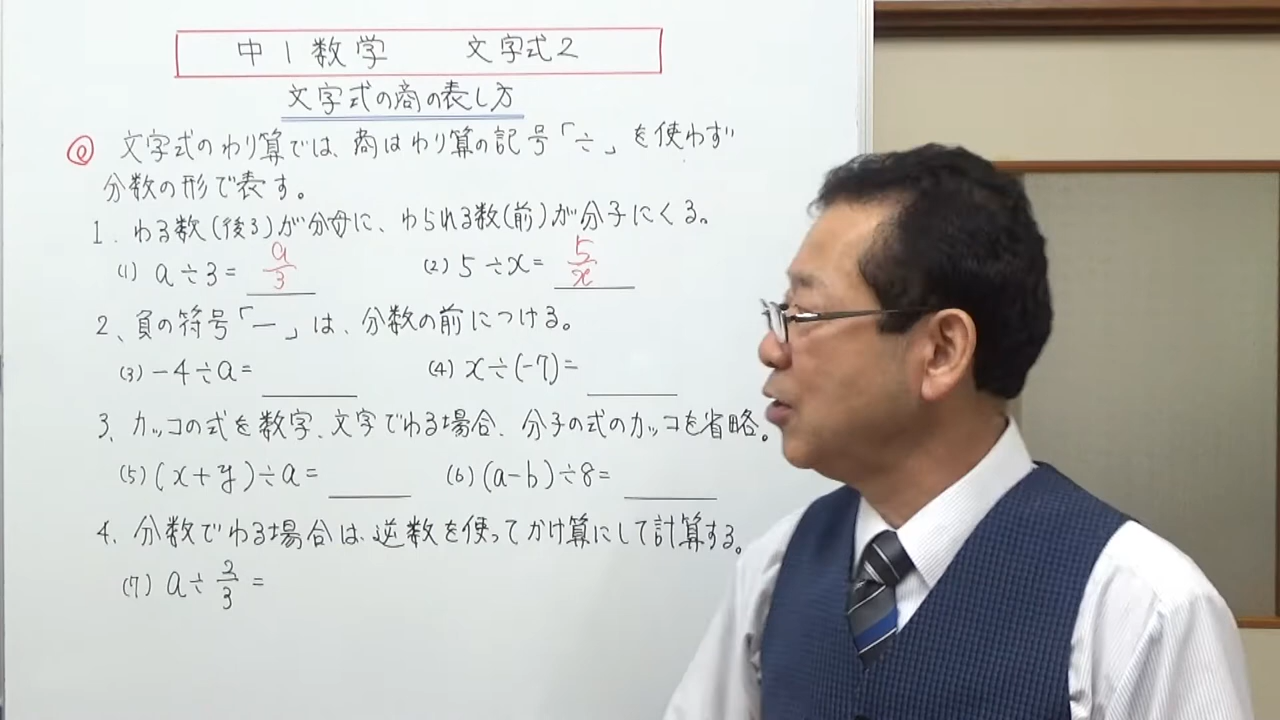 中1数学 文字式2
文字式の商の表し方
◎ 文字式のわり算では、商はわり算の記号「÷」を使わず
分数の形で表す。
1. わる数(後ろ)が分母に、わられる数(前)が分子にくる。
(1) a÷3= a/3 (2) 5÷x= 5/x
2、負の符号「－」は、分数の前につける。
(3) －4÷a= (4) x÷(-7)=
3、カッコの式を数字、文字でわる場合、分子の式のカッコを省略。
(5) (x+y)÷a= (6) (a-b)÷8=
4、分数でわる場合は、逆数を使ってかけ算にして計算する。
(7) a÷2/3=